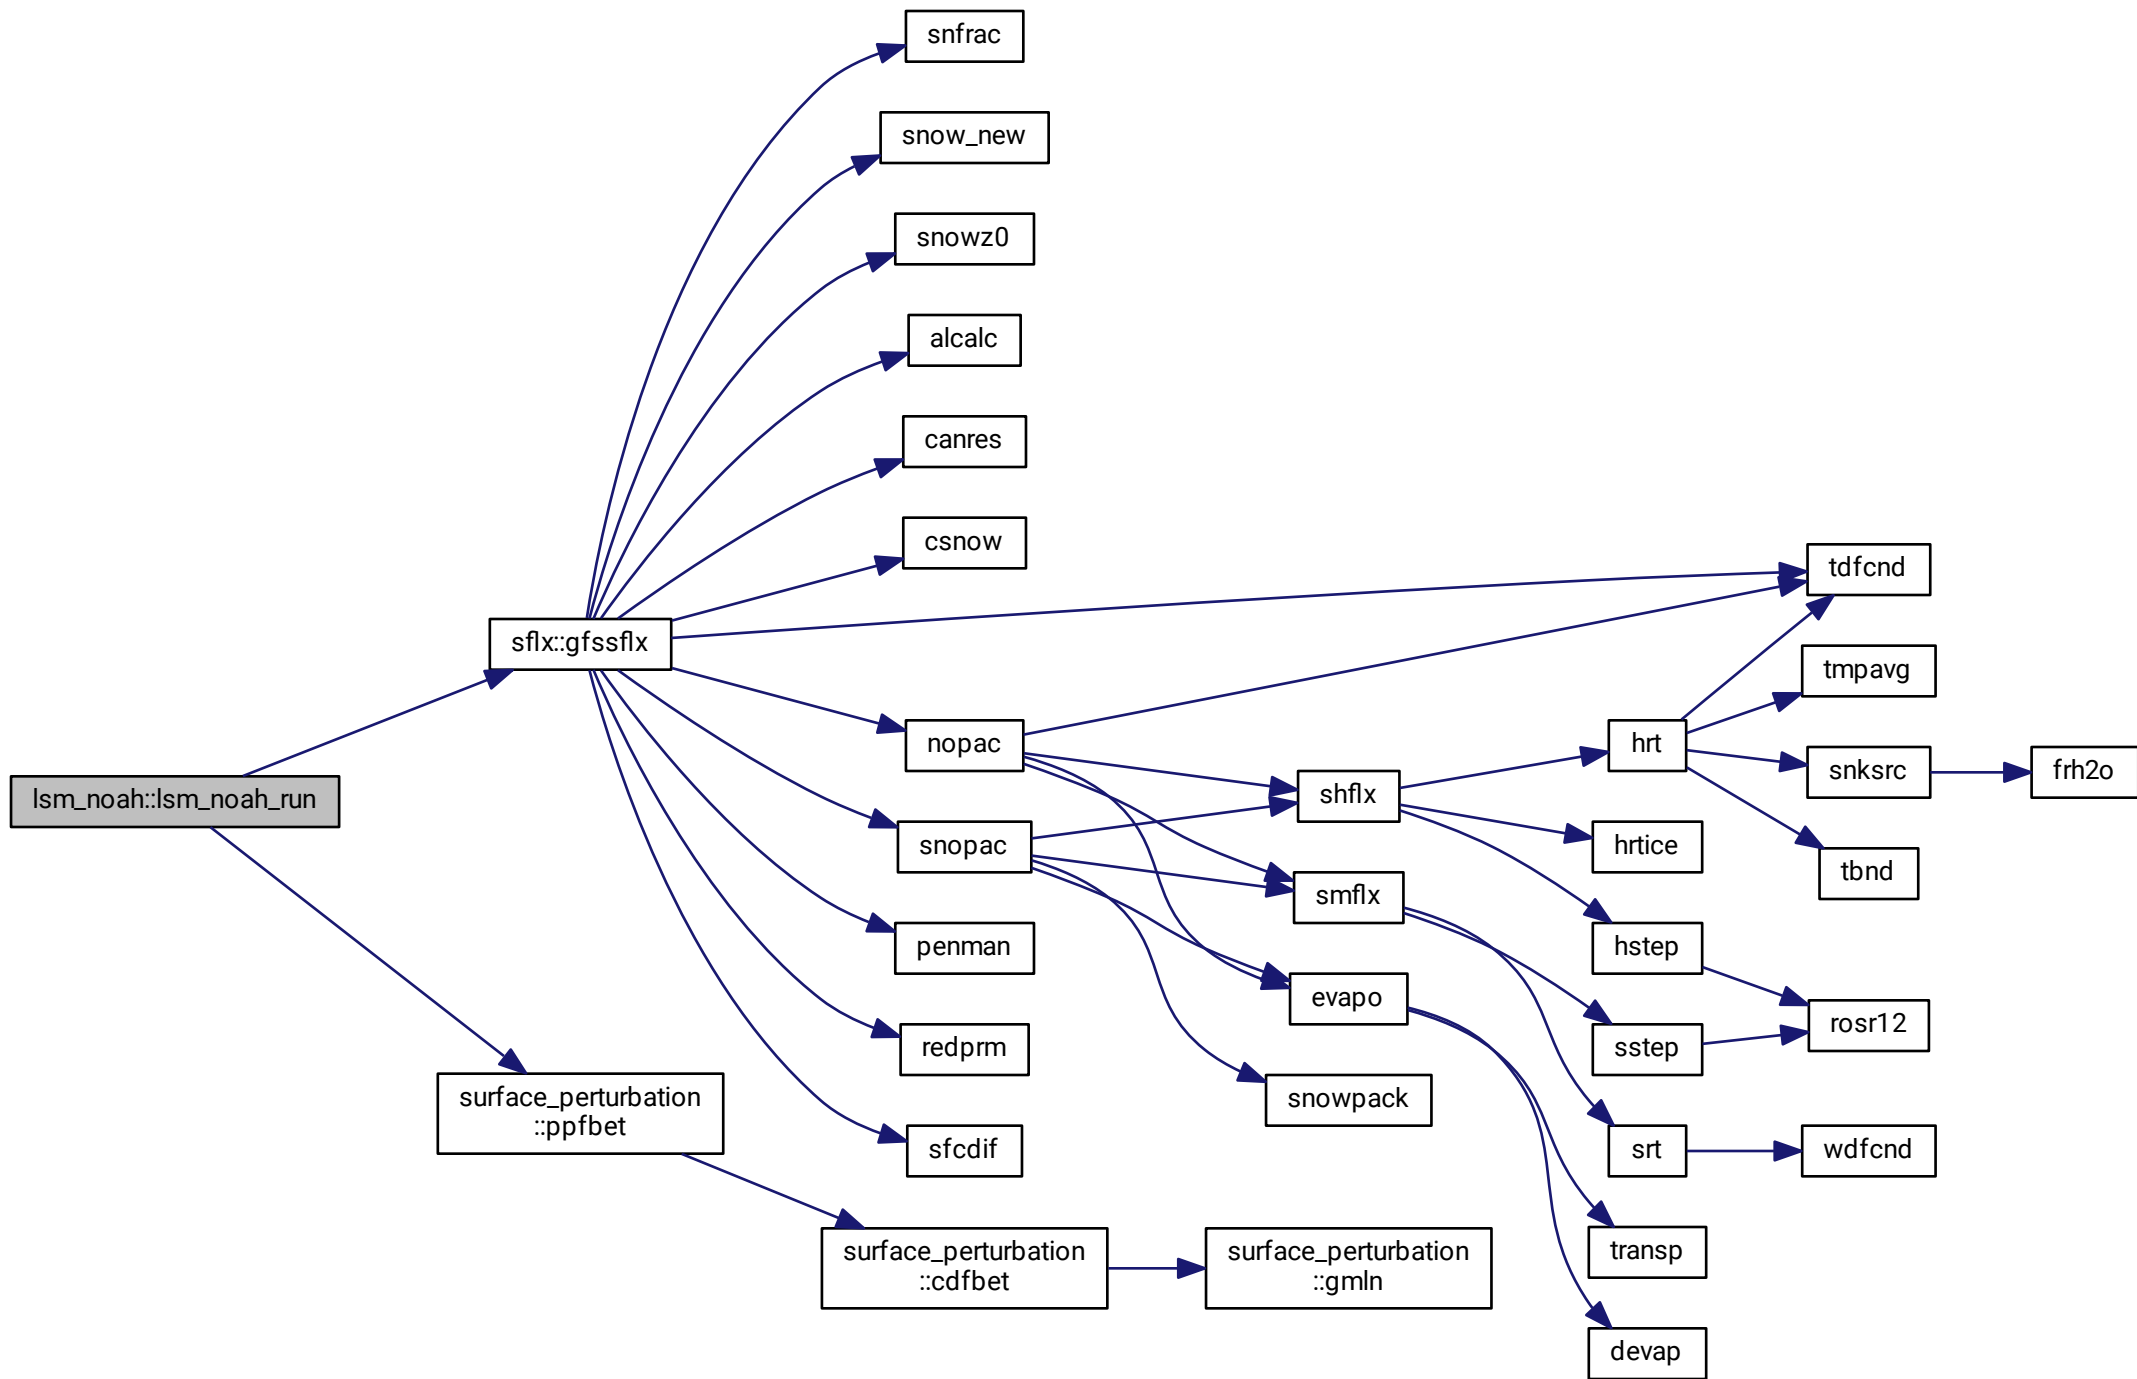 snfrac
snow_new
snowz0
alcalc
canres
csnow
tdfcnd
sflx::gfssflx
tmpavg
nopac
hrt
snksrc
frh2o
lsm_noah::lsm_noah_run
shflx
snopac
hrtice
tbnd
smflx
penman
hstep
evapo
rosr12
redprm
sstep
surface_perturbation
::ppfbet
snowpack
sfcdif
srt
wdfcnd
surface_perturbation
::cdfbet
surface_perturbation
::gmln
transp
devap